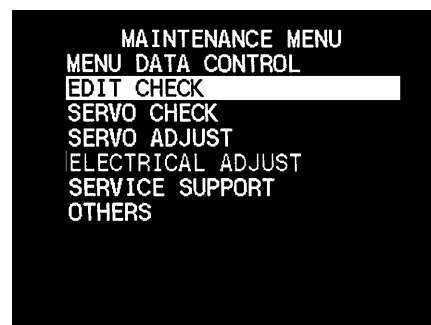 MAINTENANCE MENU
MENU DATA CONTROL
EDIT CHECK
SERVO CHECK
SERVO ADJUST
ELECTRICAL ADJUST
SERVICE SUPPORT
OTHERS